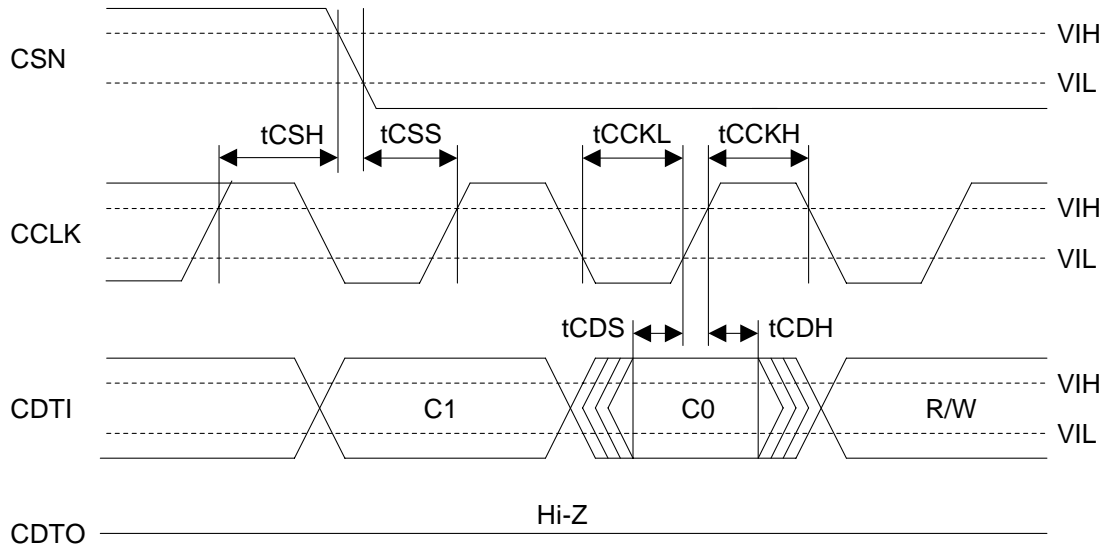 VIH
CSN
VIL
tCSH
tCSS
tCCKL
tCCKH
VIH
CCLK
VIL
tCDS
tCDH
VIH
CDTI
C1
C0
R/W
VIL
Hi-Z
CDTO